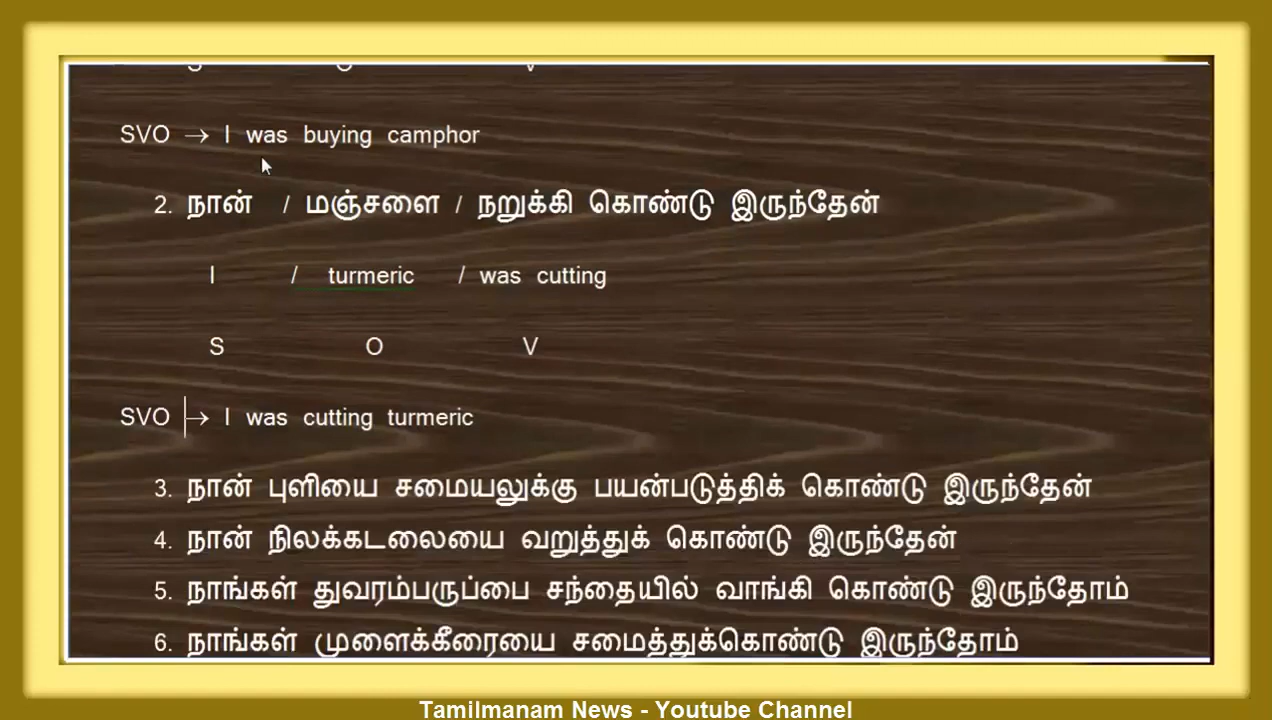 SVO → I was buying camphor
2. நான் / மஞ்சளை / நறுக்கி கொண்டு இருந்தேன்
I / turmeric / was cutting
S O V
SVO → I was cutting turmeric
3. நான் புளியை சமையலுக்கு பயன்படுத்திக் கொண்டு இருந்தேன்
4. நான் நிலக்கடலையை வறுத்துக் கொண்டு இருந்தேன்
5. நாங்கள் துவரம்பருப்பை சந்தையில் வாங்கி கொண்டு இருந்தோம்
6. நாங்கள் முளைக்கீரையை சமைத்துக்கொண்டு இருந்தோம்
Tamilmanam News - Youtube Channel